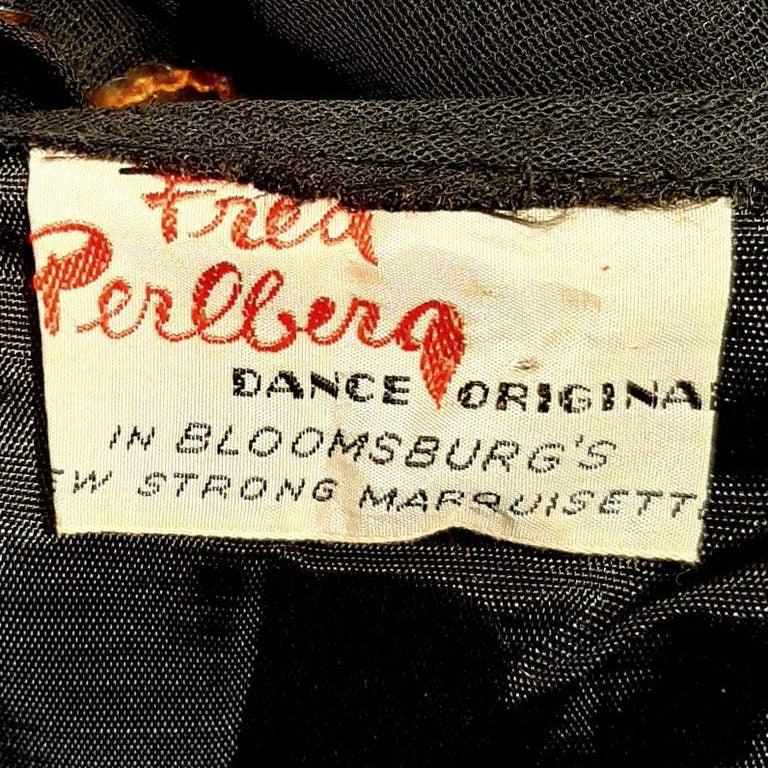 Fred
Perlberg
DANCE ORIGINA
IN BLOOMSBURG'S
EW STRONG MARQUISETT